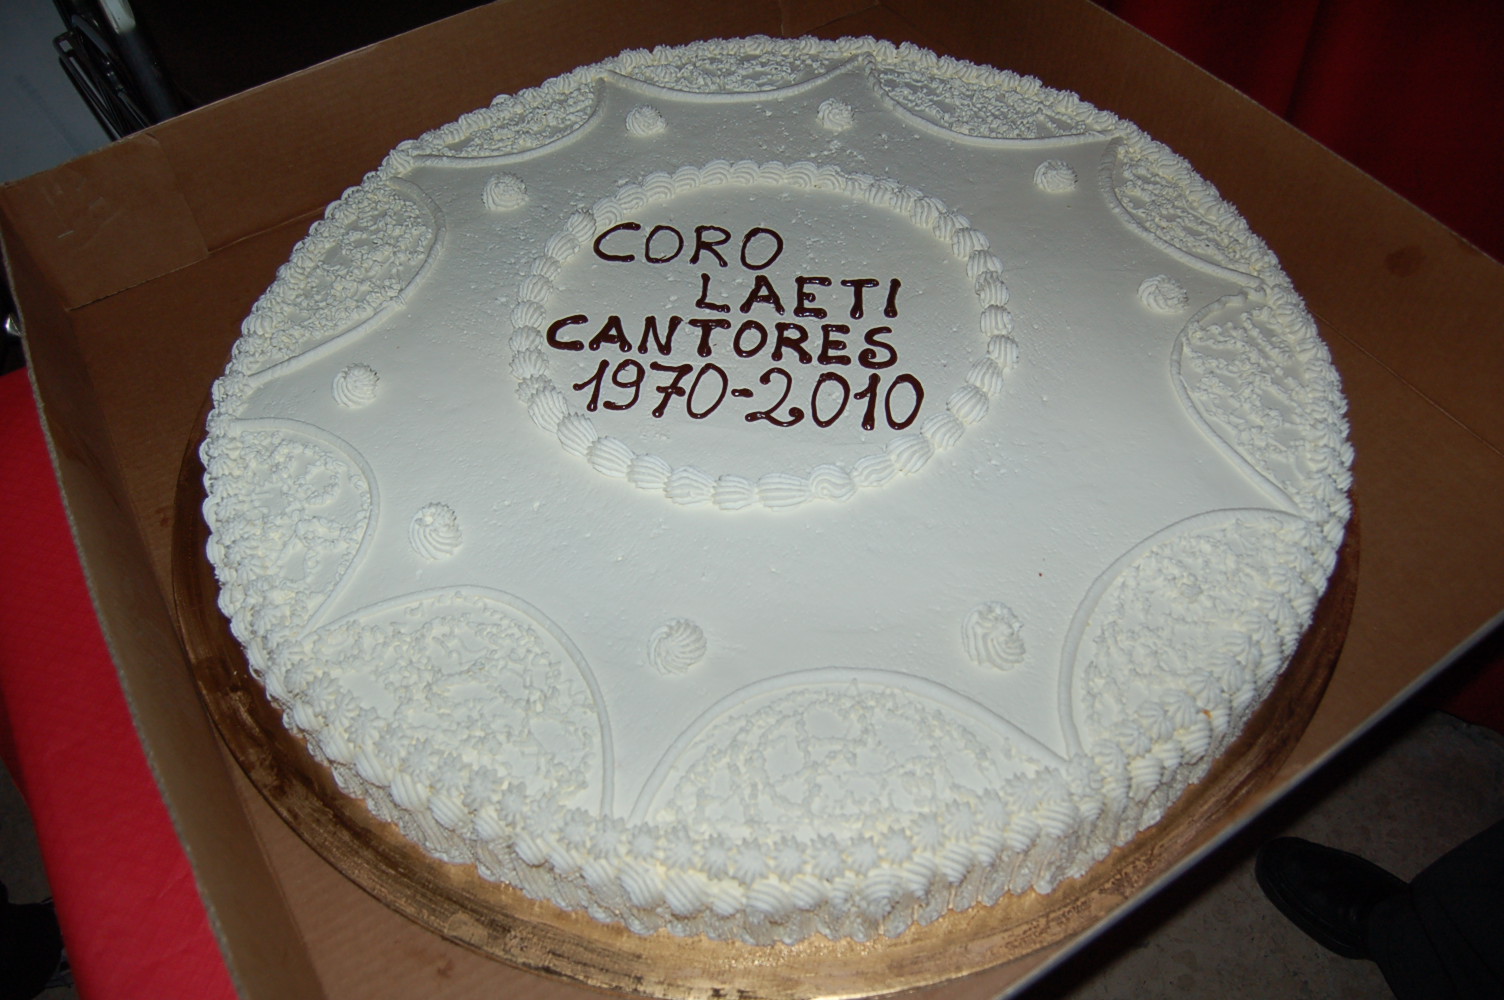 CORO
LAETI
CANTORES
1970-2010